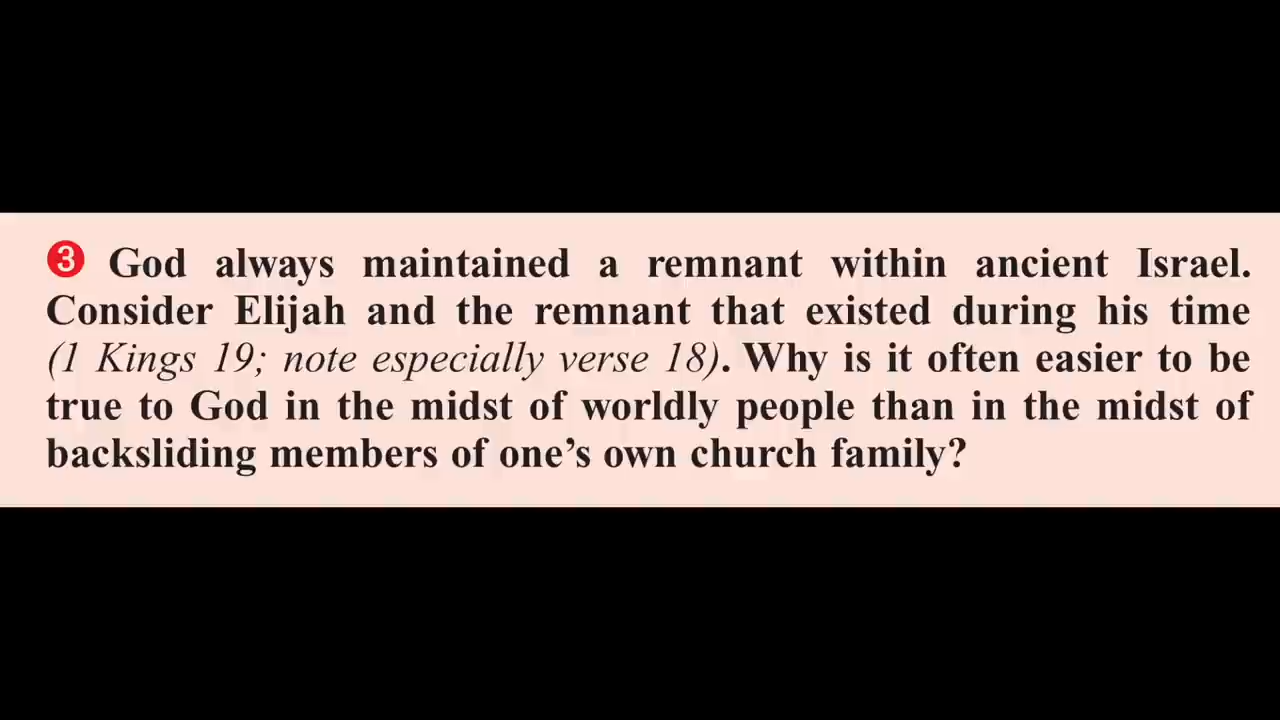 ❸ God always maintained a remnant within ancient Israel.
Consider Elijah and the remnant that existed during his time
(1 Kings 19; note especially verse 18). Why is it often easier to be
true to God in the midst of worldly people than in the midst of
backsliding members of one’s own church family?